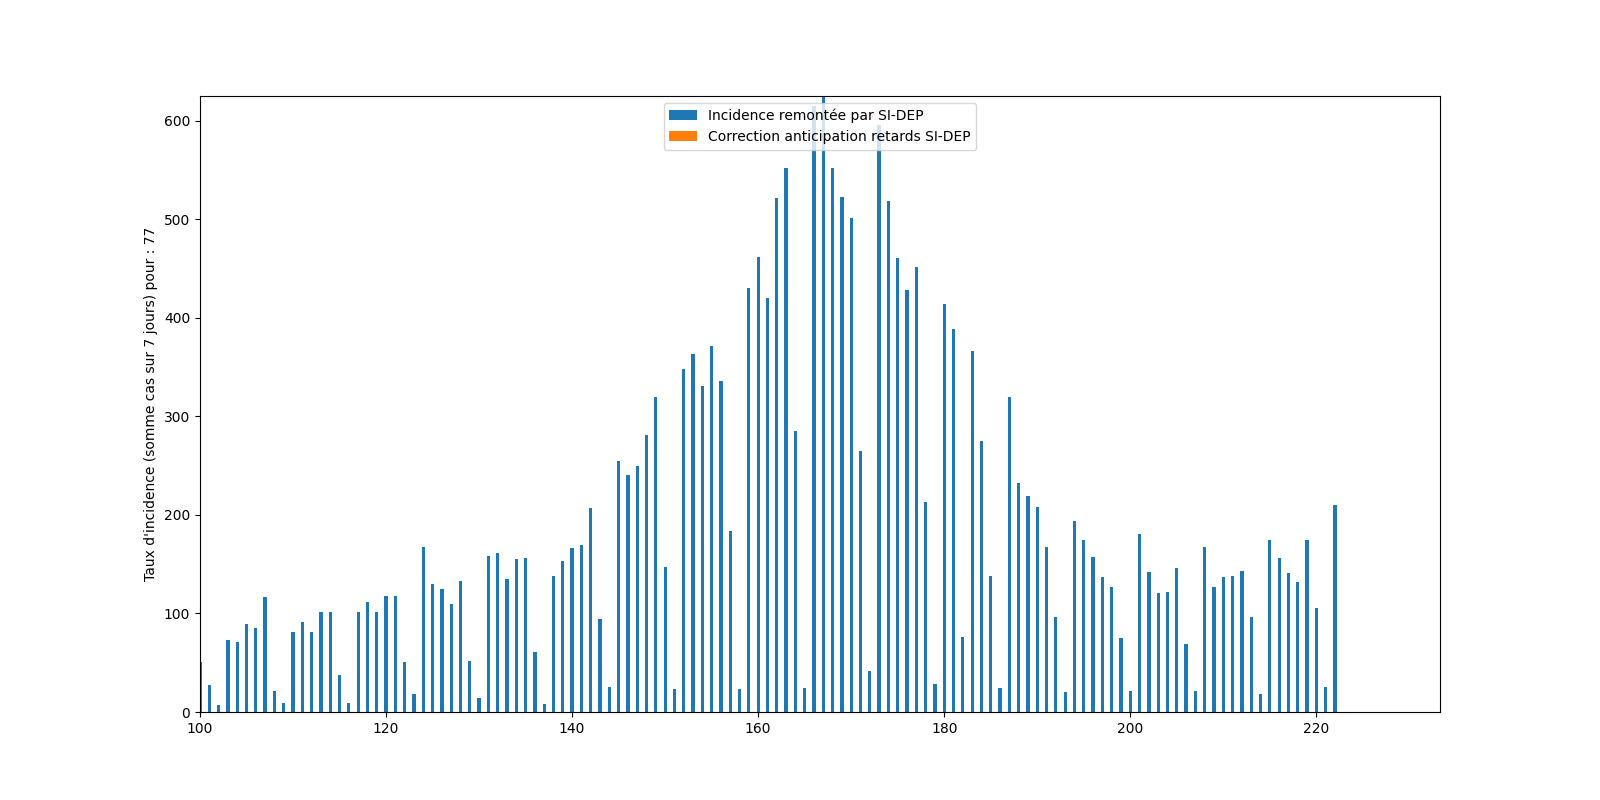 Incidence remontée par SI-DEP
Correction anticipation retards SI-DEP
Taux d'incidence (somme cas sur 7 jours) pour : 77
600
500
400
300
200
100
0
100 120 140 160 180 200 220